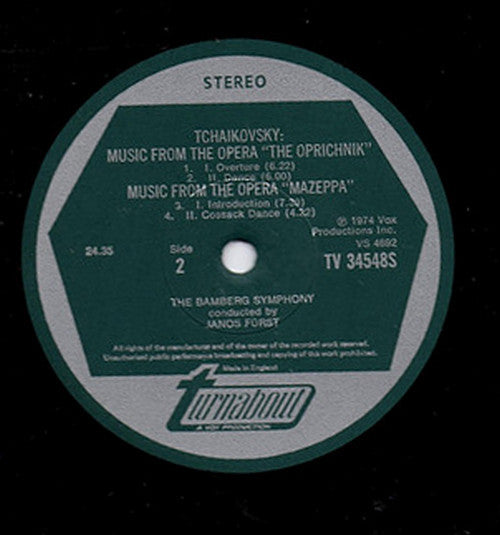 STEREO
TCHAIKOVSKY:
MUSIC FROM THE OPERA "THE OPRICHNIK"
1. I. Overture (6.22)
2. II. Dance (6.00)
MUSIC FROM THE OPERA "MAZEPPA"
3. I. Introduction (7.30)
4. II. Cossack Dance (4.32)
℗ 1974 Vox
Productions Inc.
VS 4692
24.35 Side 2 TV 34548S
THE BAMBERG SYMPHONY
conducted by
JANOS FÜRST
All rights of the manufacturer and of the owner of the recorded work reserved.
Unauthorised public performance broadcasting and copying of this work prohibited.
Made in England
turnabout
A VOX PRODUCTION